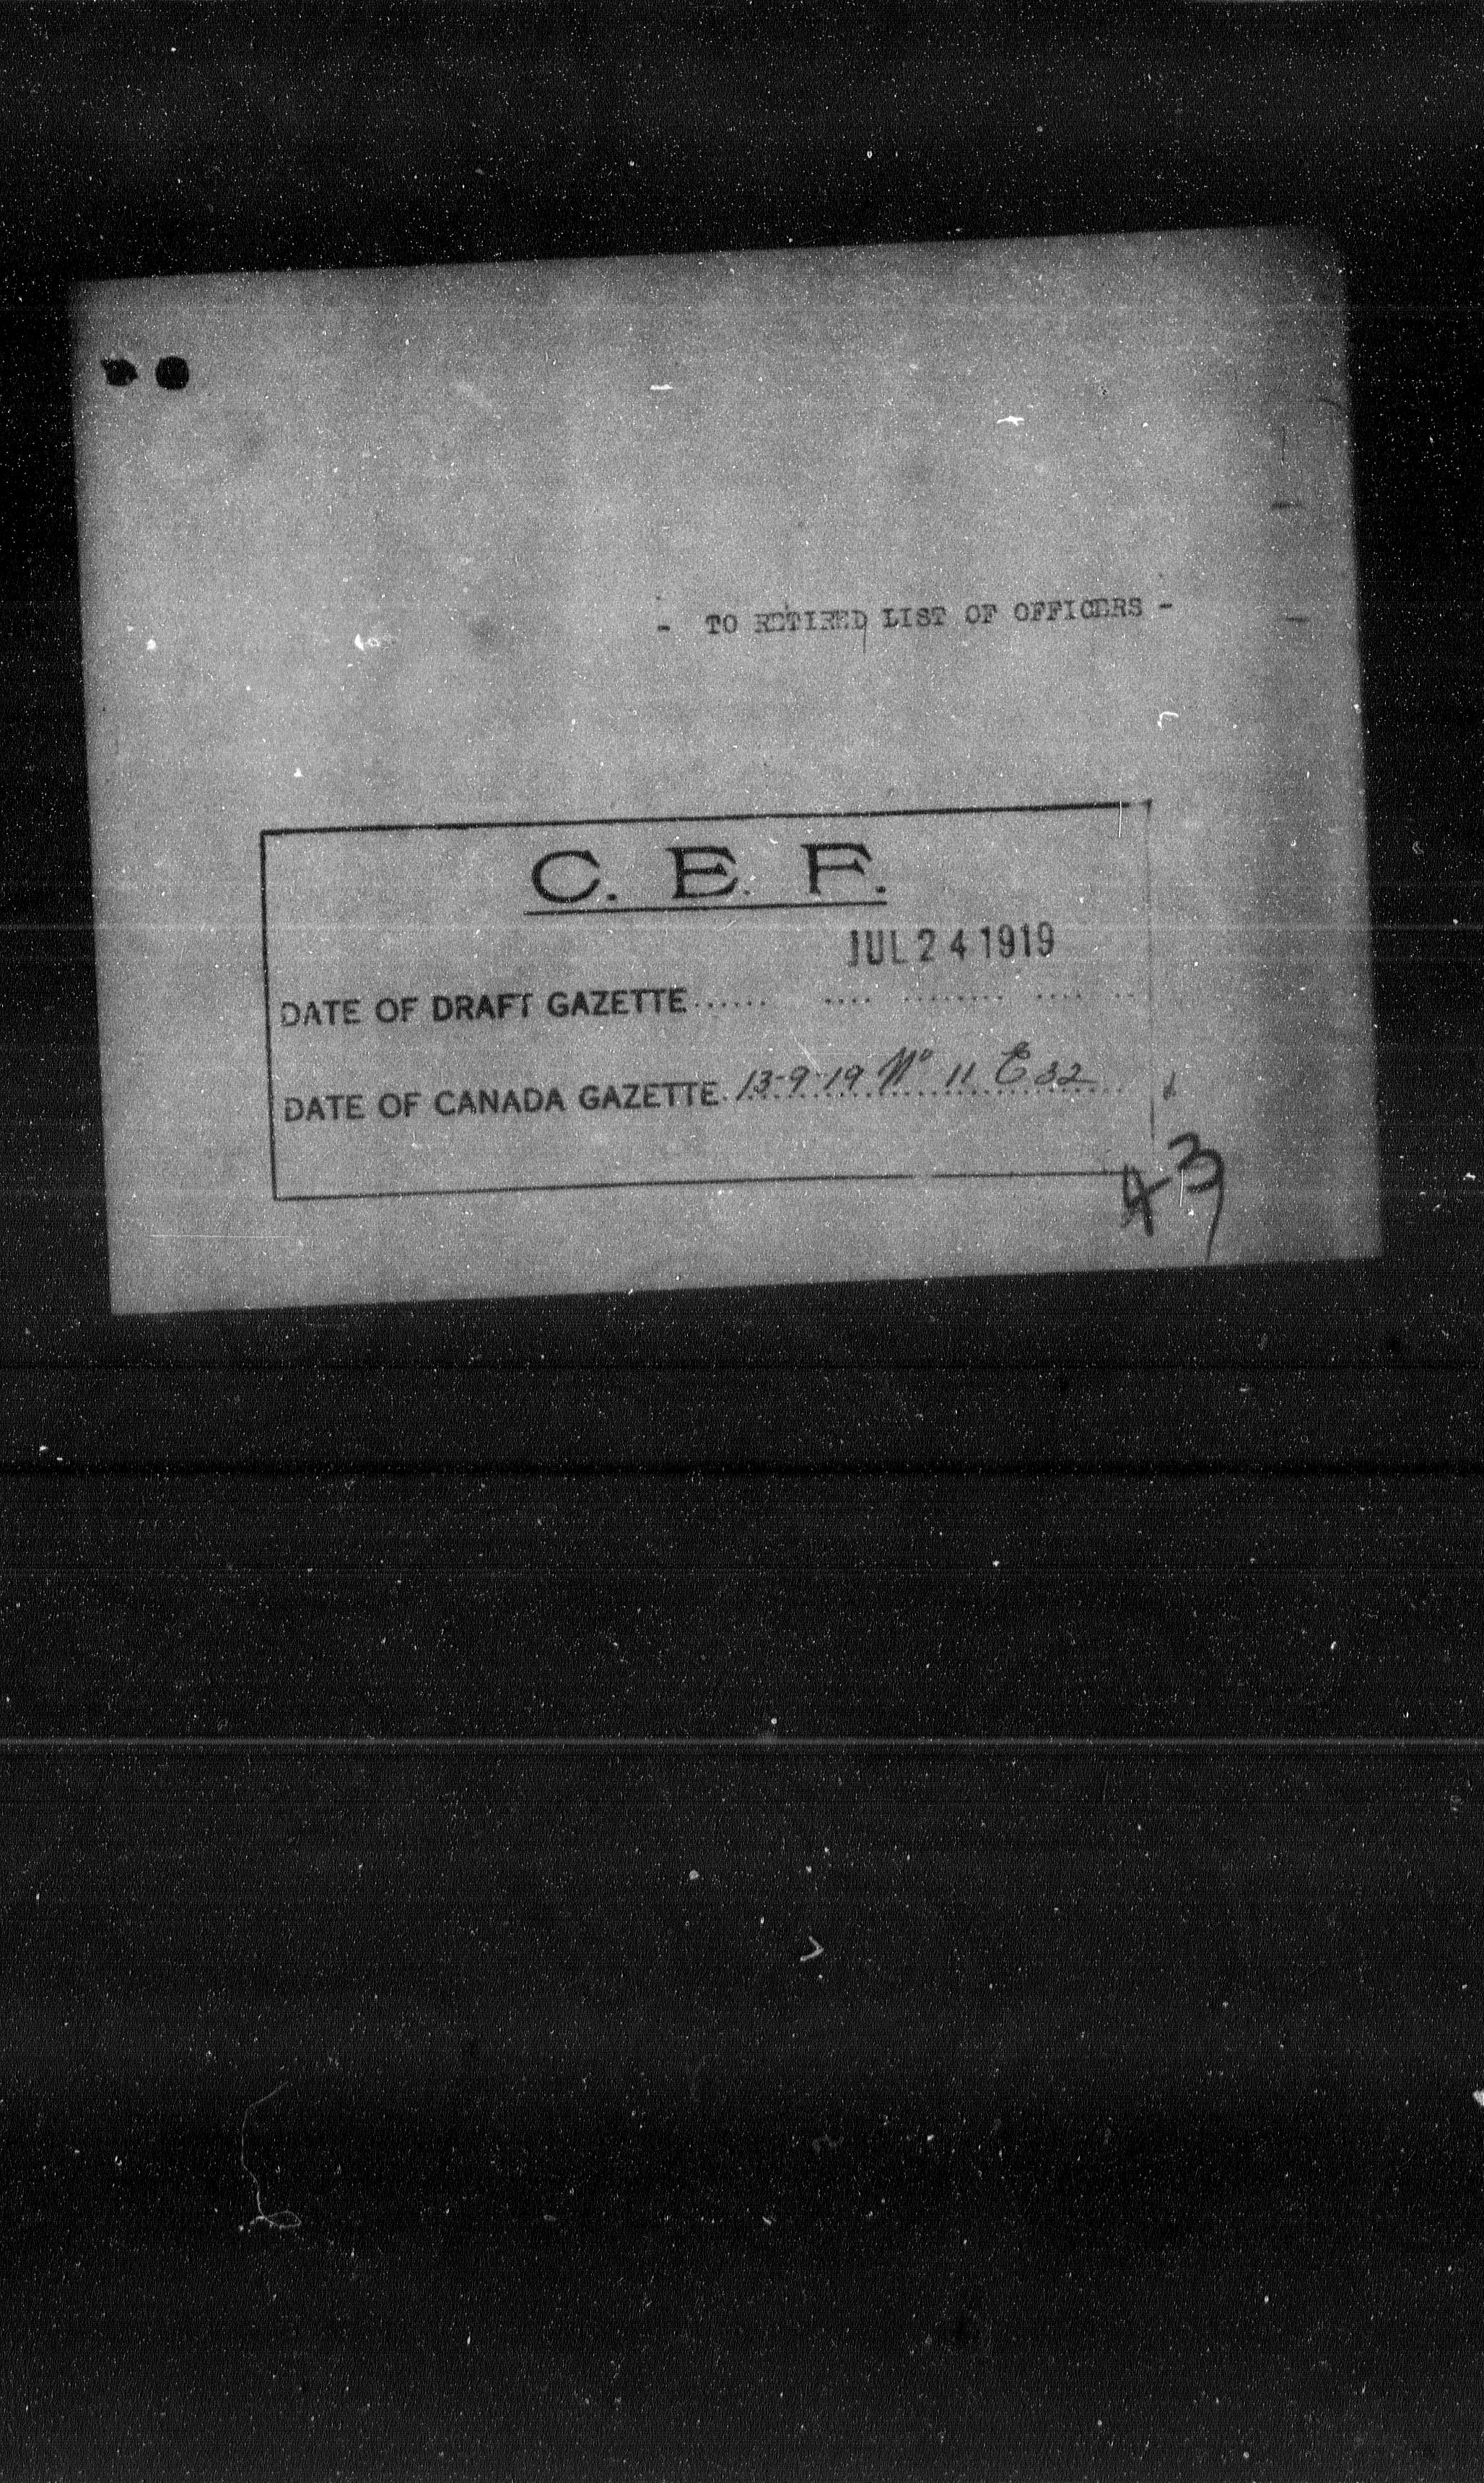 - TO RETIRED LIST OF OFFICERS -
C. E. F.
JUL 24 1919
DATE OF DRAFT GAZETTE
DATE OF CANADA GAZETTE 13-9-19 No 11 E 32
43